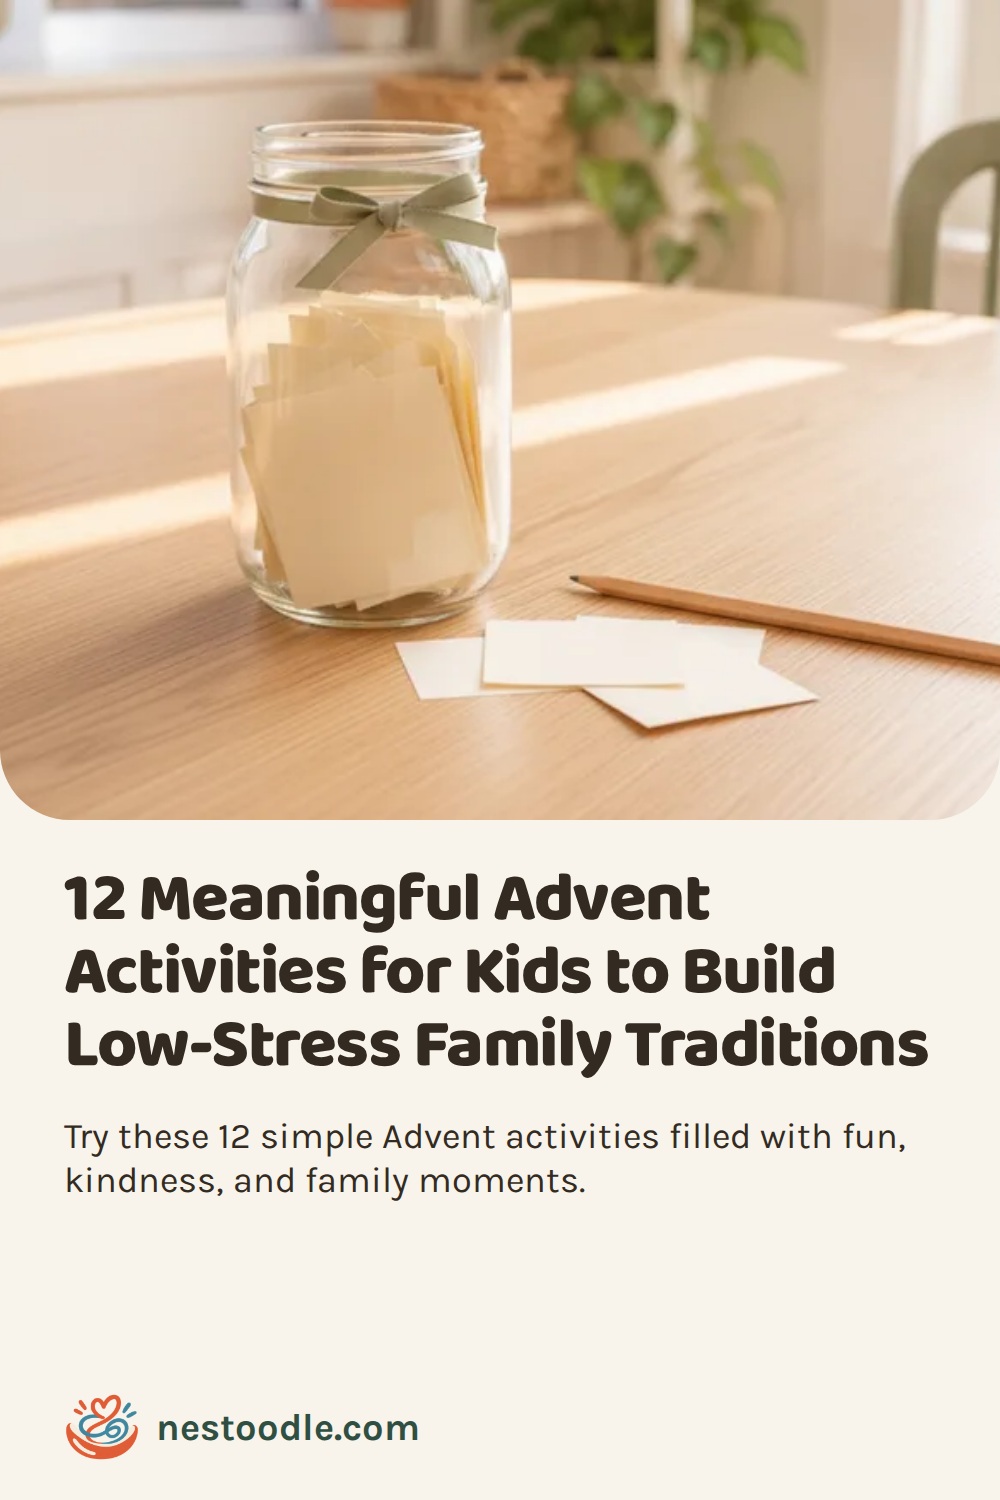 12 Meaningful Advent
Activities for Kids to Build
Low-Stress Family Traditions
Try these 12 simple Advent activities filled with fun,
kindness, and family moments.
nestoodle.com